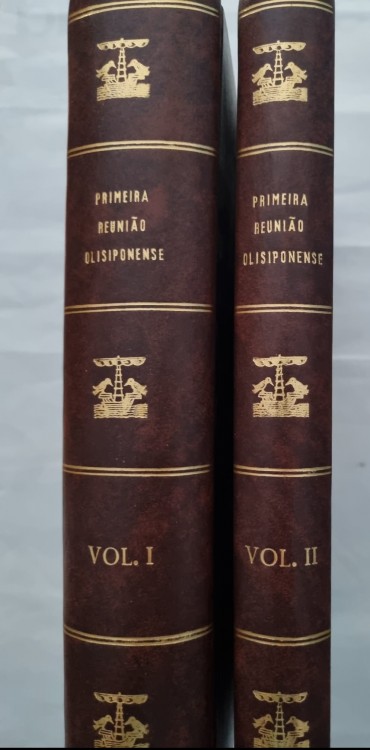 PRIMEIRA
REUNIÃO
OLISIPONENSE
VOL. I
PRIMEIRA
REUNIÃO
OLISIPONENSE
VOL. II